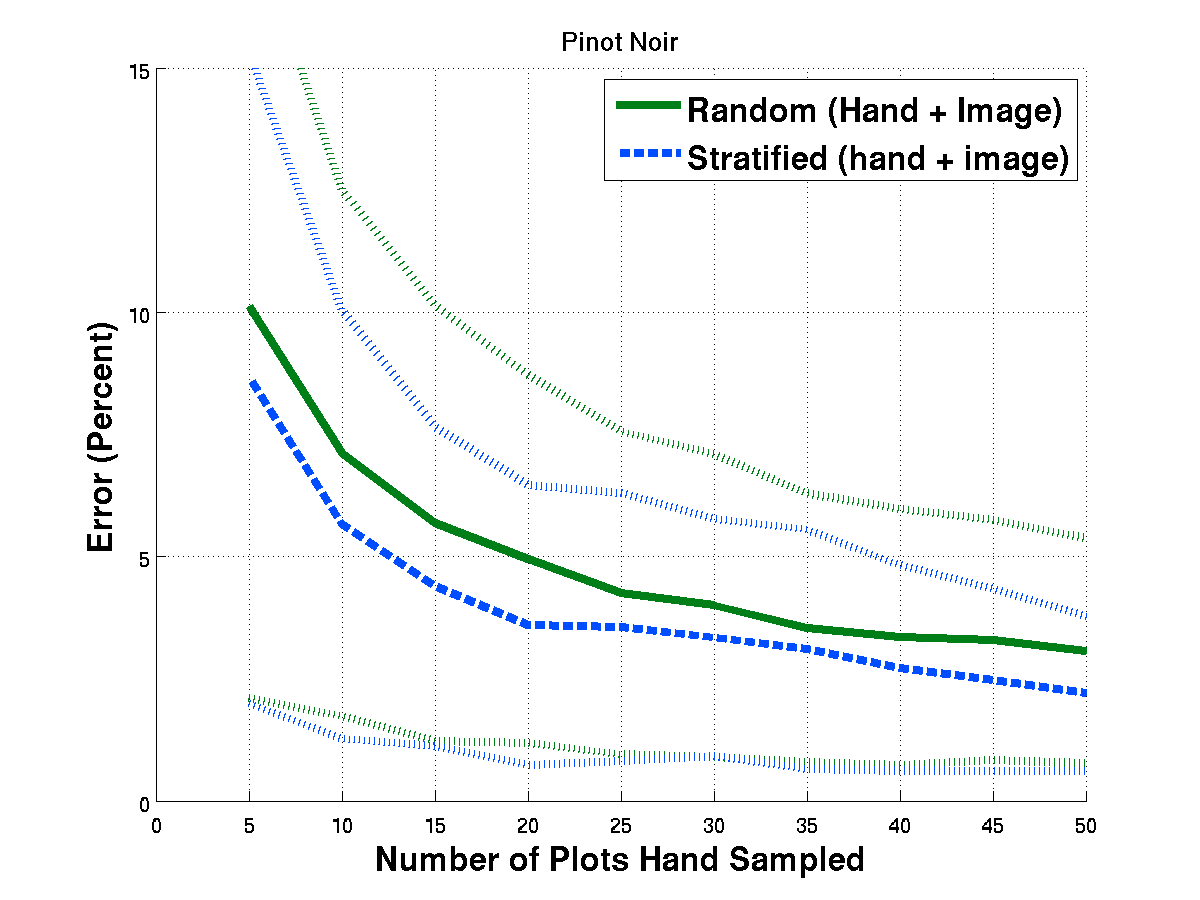 Pinot Noir
Random (Hand + Image)
Stratified (hand + image)
15
10
5
0
Error (Percent)
0 5 10 15 20 25 30 35 40 45 50
Number of Plots Hand Sampled